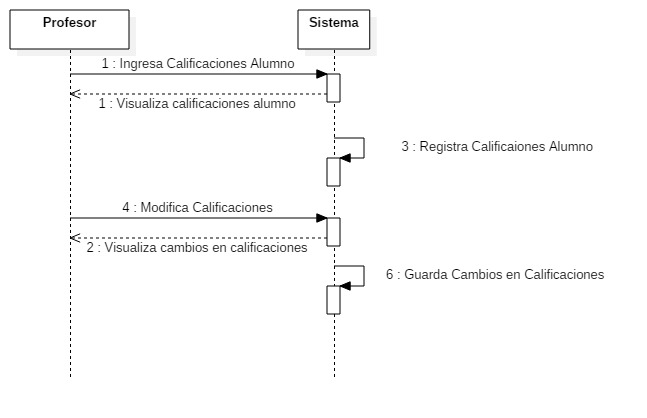 Profesor
Sistema
1 : Ingresa Calificaciones Alumno
1 : Visualiza calificaciones alumno
3 : Registra Calificaiones Alumno
4 : Modifica Calificaciones
2 : Visualiza cambios en calificaciones
6 : Guarda Cambios en Calificaciones